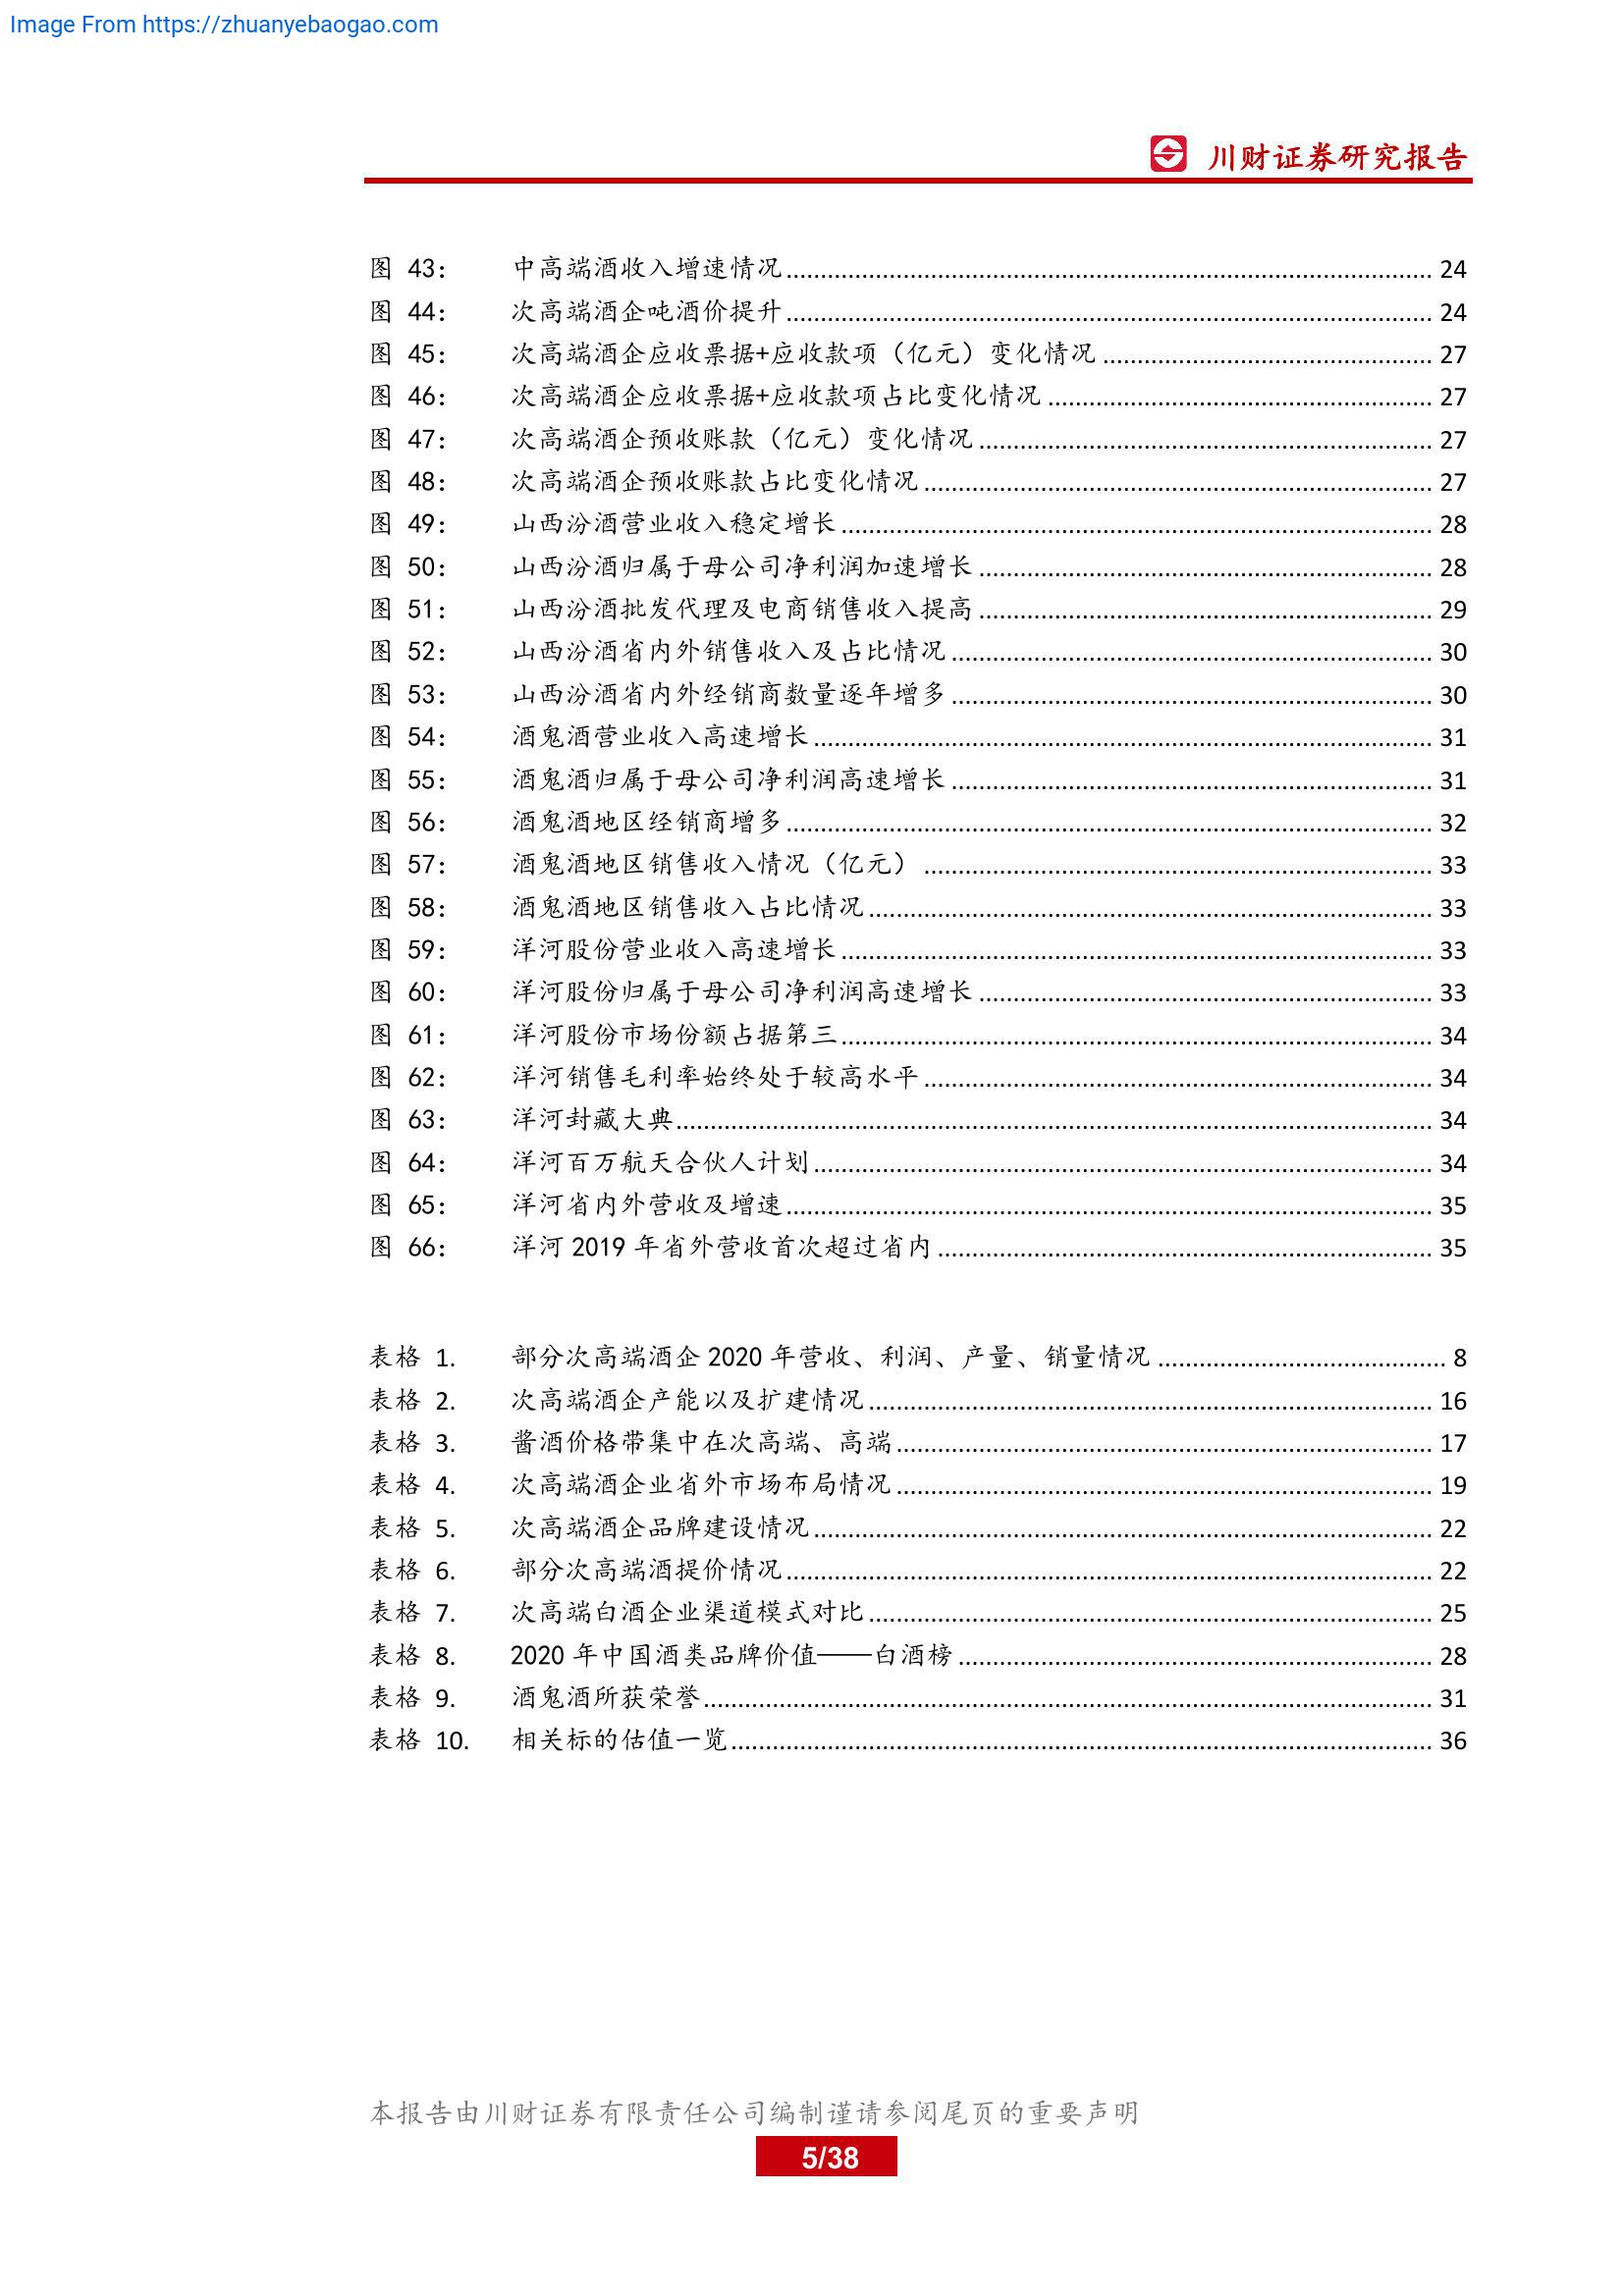 Image From https://zhuanyebaogao.com
川财证券研究报告
图 43： 中高端酒收入增速情况 24
图 44： 次高端酒企吨酒价提升 24
图 45： 次高端酒企应收票据+应收款项（亿元）变化情况 27
图 46： 次高端酒企应收票据+应收款项占比变化情况 27
图 47： 次高端酒企预收账款（亿元）变化情况 27
图 48： 次高端酒企预收账款占比变化情况 27
图 49： 山西汾酒营业收入稳定增长 28
图 50： 山西汾酒归属于母公司净利润加速增长 28
图 51： 山西汾酒批发代理及电商销售收入提高 29
图 52： 山西汾酒省内外销售收入及占比情况 30
图 53： 山西汾酒省内外经销商数量逐年增多 30
图 54： 酒鬼酒营业收入高速增长 31
图 55： 酒鬼酒归属于母公司净利润高速增长 31
图 56： 酒鬼酒地区经销商增多 32
图 57： 酒鬼酒地区销售收入情况（亿元） 33
图 58： 酒鬼酒地区销售收入占比情况 33
图 59： 洋河股份营业收入高速增长 33
图 60： 洋河股份归属于母公司净利润高速增长 33
图 61： 洋河股份市场份额占据第三 34
图 62： 洋河销售毛利率始终处于较高水平 34
图 63： 洋河封藏大典 34
图 64： 洋河百万航天合伙人计划 34
图 65： 洋河省内外营收及增速 35
图 66： 洋河 2019 年省外营收首次超过省内 35
表格 1. 部分次高端酒企 2020 年营收、利润、产量、销量情况 8
表格 2. 次高端酒企产能以及扩建情况 16
表格 3. 酱酒价格带集中在次高端、高端 17
表格 4. 次高端酒企业省外市场布局情况 19
表格 5. 次高端酒企品牌建设情况 22
表格 6. 部分次高端酒提价情况 22
表格 7. 次高端白酒企业渠道模式对比 25
表格 8. 2020 年中国酒类品牌价值——白酒榜 28
表格 9. 酒鬼酒所获荣誉 31
表格 10. 相关标的估值一览 36
本报告由川财证券有限责任公司编制谨请参阅尾页的重要声明
5/38